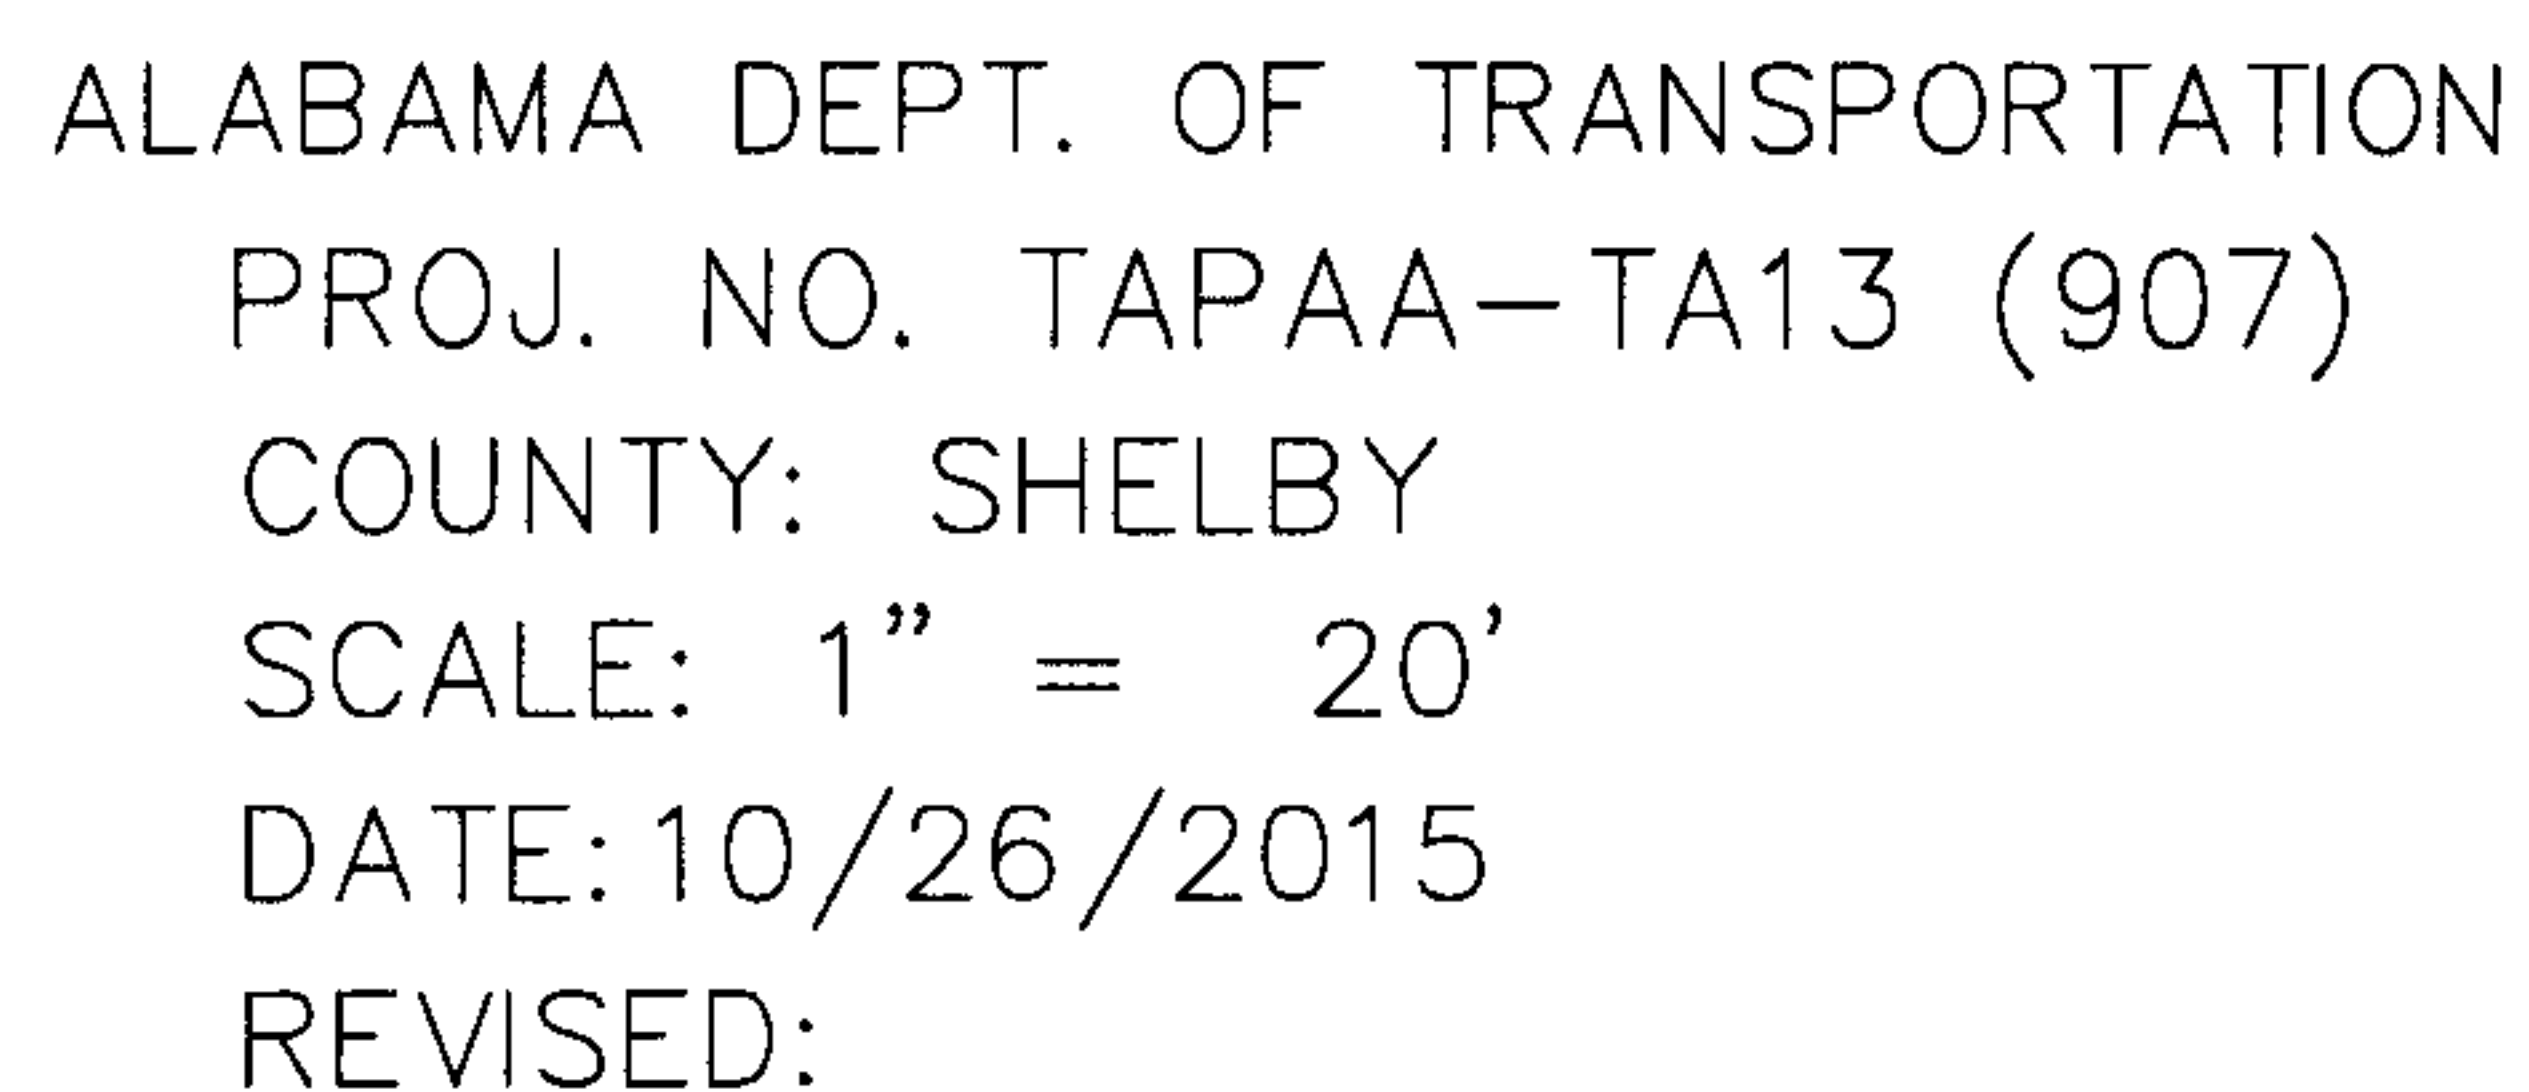 ALABAMA DEPT. OF TRANSPORTATION
PROJ. NO. TAPAA-TA13 (907)
COUNTY: SHELBY
SCALE: 1" = 20'
DATE: 10/26/2015
REVISED: